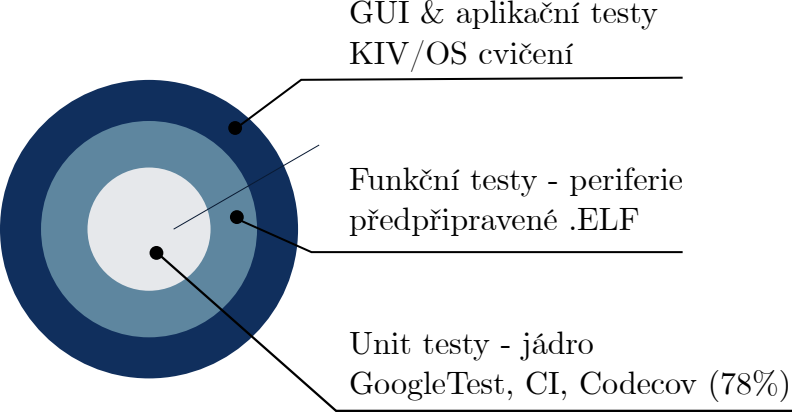 GUI & aplikační testy
KIV/OS cvičení
Funkční testy - periferie
předpřipravené .ELF
Unit testy - jádro
GoogleTest, CI, Codecov (78%)